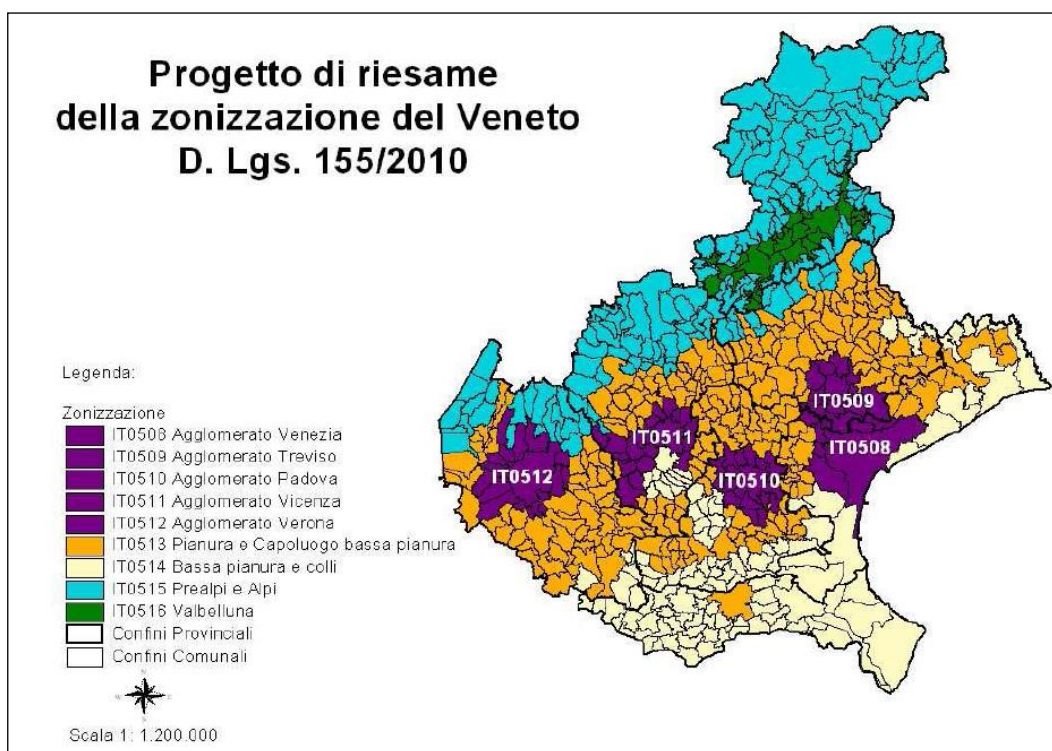 Progetto di riesame
della zonizzazione del Veneto
D. Lgs. 155/2010
IT0509
IT0508
IT0511
IT0510
IT0512
Legenda:
Zonizzazione
IT0508 Agglomerato Venezia
IT0509 Agglomerato Treviso
IT0510 Agglomerato Padova
IT0511 Agglomerato Vicenza
IT0512 Agglomerato Verona
IT0513 Pianura e Capoluogo bassa pianura
IT0514 Bassa pianura e colli
IT0515 Prealpi e Alpi
IT0516 Valbelluna
Confini Provinciali
Confini Comunali
Scala 1: 1.200.000